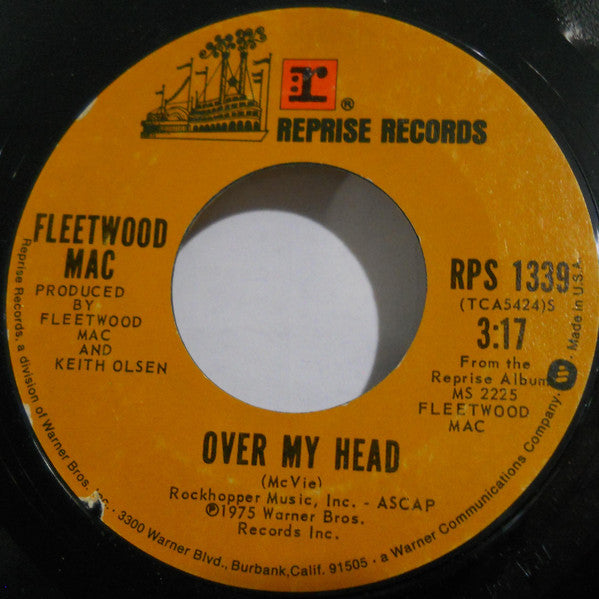 r®
REPRISE RECORDS
FLEETWOOD
MAC
PRODUCED
BY
FLEETWOOD
MAC
AND
KEITH OLSEN
RPS 1339
(TCA5424)S
3:17
From the
Reprise Album
MS 2225
FLEETWOOD
MAC
OVER MY HEAD
(McVie)
Rockhopper Music, Inc. - ASCAP
℗1975 Warner Bros.
Records Inc.
Reprise Records, a division of Warner Bros. Inc. · 3300 Warner Blvd., Burbank, Calif. 91505 · a Warner Communications Company. · Made in U.S.A.